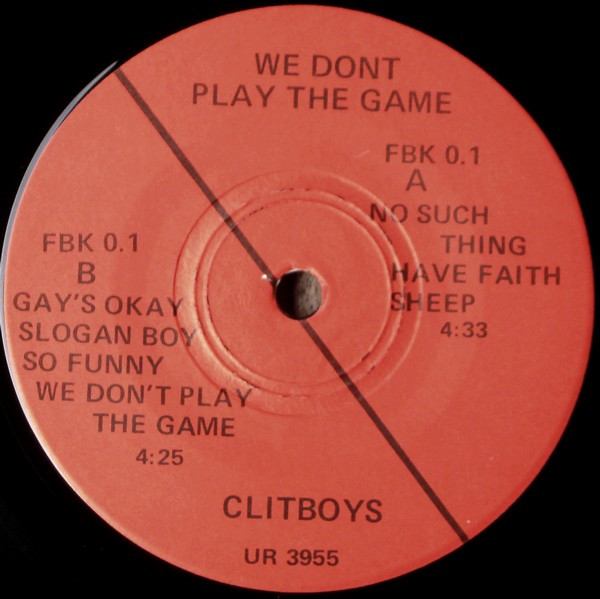 WE DONT
PLAY THE GAME
FBK 0.1
A
NO SUCH
THING
HAVE FAITH
SHEEP
4:33
FBK 0.1
B
GAY'S OKAY
SLOGAN BOY
SO FUNNY
WE DON'T PLAY
THE GAME
4:25
CLITBOYS
UR 3955